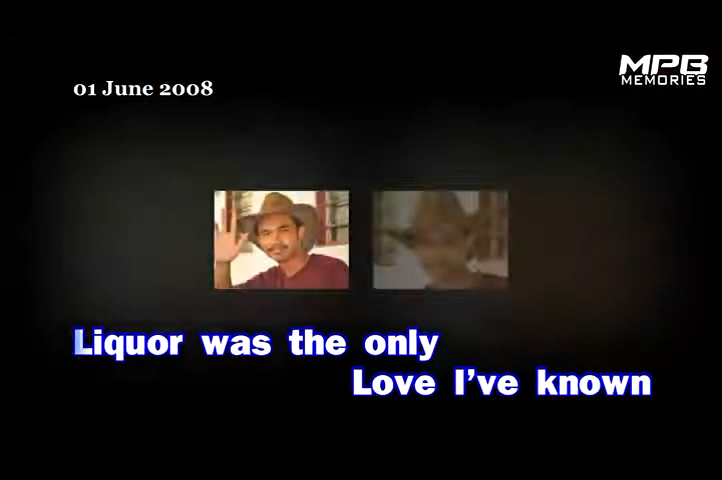 MPB
MEMORIES
01 June 2008
Liquor was the only
Love I've known